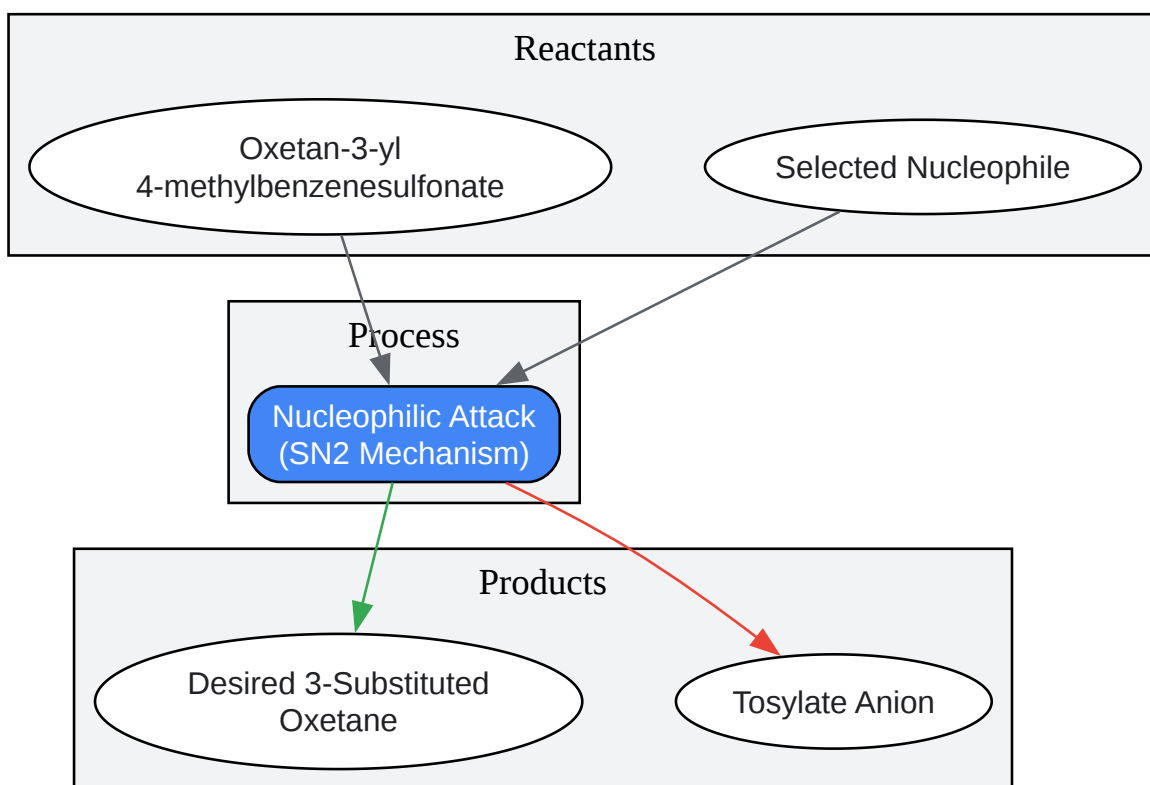 Reactants
Oxetan-3-yl
4-methylbenzenesulfonate
Selected Nucleophile
Process
Nucleophilic Attack
(SN2 Mechanism)
Products
Desired 3-Substituted
Oxetane
Tosylate Anion